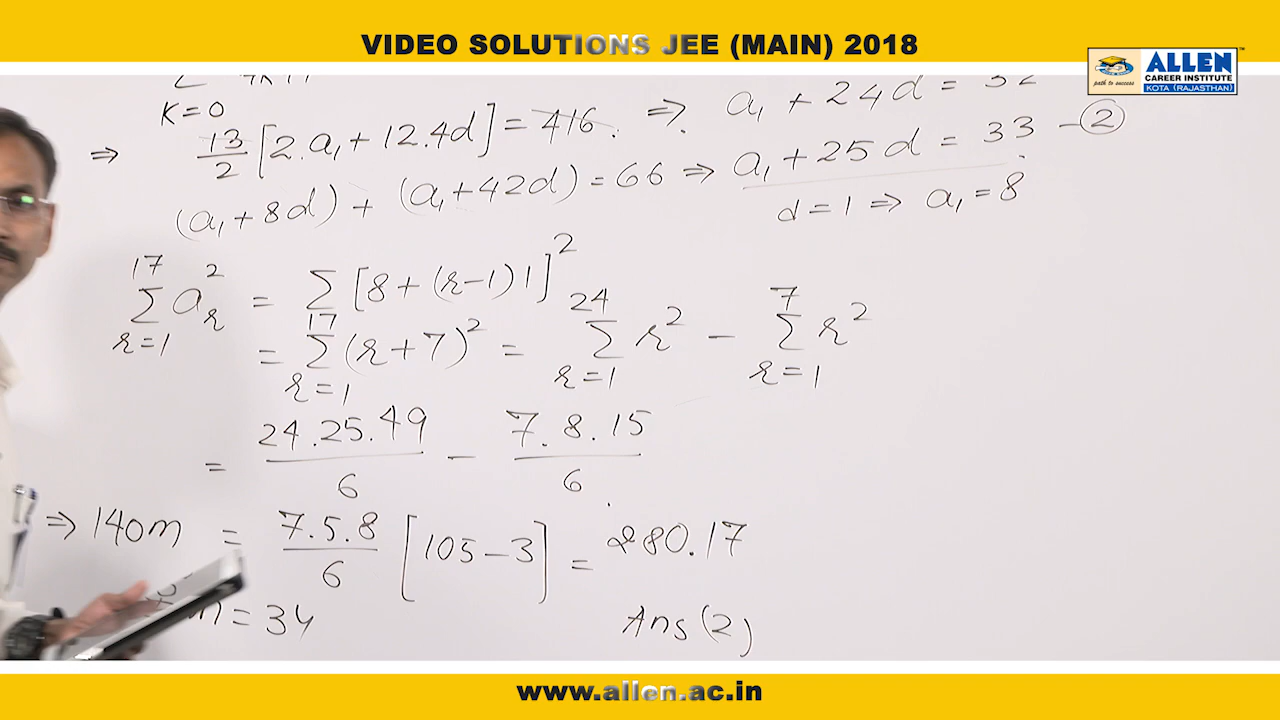 VIDEO SOLUTIONS JEE (MAIN) 2018
ALLEN
CAREER INSTITUTE
KOTA (RAJASTHAN)
path to success
K=0
⇒ 13/2 [2.a₁ + 12.4d] = 416. ⇒ a₁ + 24d = 32
(a₁+8d) + (a₁+42d) = 66 ⇒ a₁ + 25d = 33 – ②
d = 1 ⇒ a₁ = 8
17 ∑ r=1 a_r² = ∑ [8 + (r–1) 1]²
= 17 ∑ r=1 (r+7)² = 24 ∑ r=1 r² – 7 ∑ r=1 r²
= 24.25.49/6 – 7.8.15/6
⇒ 140m = 7.5.8/6 [105–3] = 280.17
= 34
Ans (2)
www.allen.ac.in